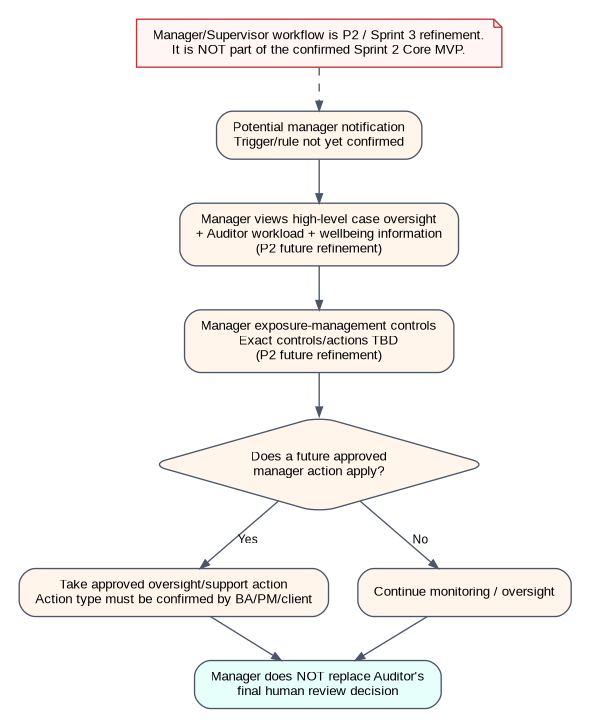 Manager/Supervisor workflow is P2 / Sprint 3 refinement.
It is NOT part of the confirmed Sprint 2 Core MVP.
Potential manager notification
Trigger/rule not yet confirmed
Manager views high-level case oversight
+ Auditor workload + wellbeing information
(P2 future refinement)
Manager exposure-management controls
Exact controls/actions TBD
(P2 future refinement)
Does a future approved
manager action apply?
Yes
No
Take approved oversight/support action
Action type must be confirmed by BA/PM/client
Continue monitoring / oversight
Manager does NOT replace Auditor's
final human review decision